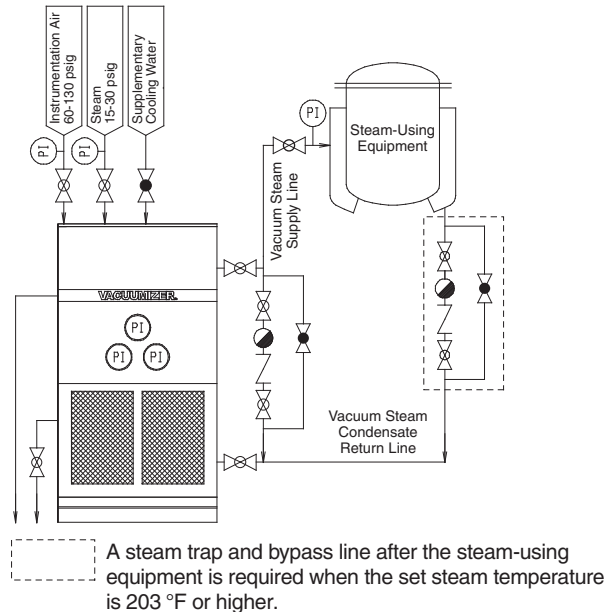 Instrumentation Air
60-130 psig
Steam
15-30 psig
Supplementary
Cooling Water
PI
PI
PI
Steam-Using
Equipment
Vacuum Steam
Supply Line
VACUUMIZER
PI
PI
PI
Vacuum Steam
Condensate
Return Line
A steam trap and bypass line after the steam-using
equipment is required when the set steam temperature
is 203 °F or higher.